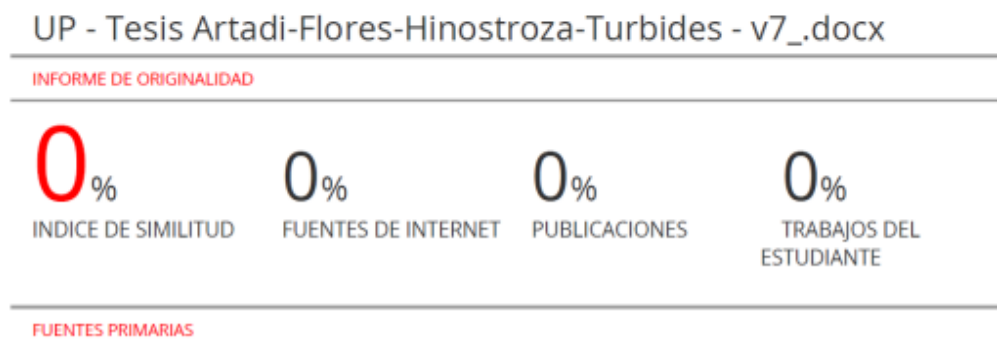 UP - Tesis Artadi-Flores-Hinostroza-Turbides - v7_.docx
INFORME DE ORIGINALIDAD
0% 0% 0% 0%
INDICE DE SIMILITUD FUENTES DE INTERNET PUBLICACIONES TRABAJOS DEL
ESTUDIANTE
FUENTES PRIMARIAS